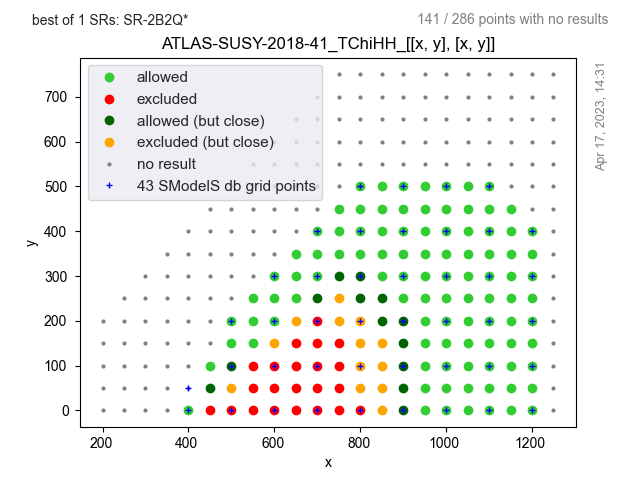 best of 1 SRs: SR-2B2Q*
141 / 286 points with no results
ATLAS-SUSY-2018-41_TChiHH_[[x, y], [x, y]]
allowed
excluded
allowed (but close)
excluded (but close)
no result
43 SModelS db grid points
Apr 17, 2023, 14:31
y
700
600
500
400
300
200
100
0
200
400
600
800
1000
1200
x